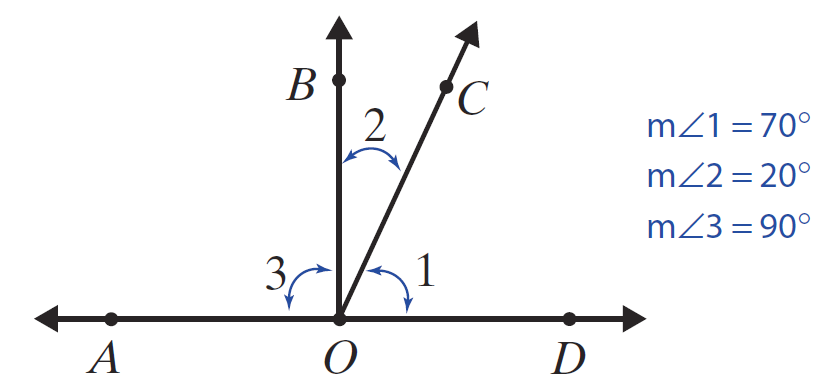 B
C
2
m∠1 = 70°
m∠2 = 20°
m∠3 = 90°
3
1
A
O
D